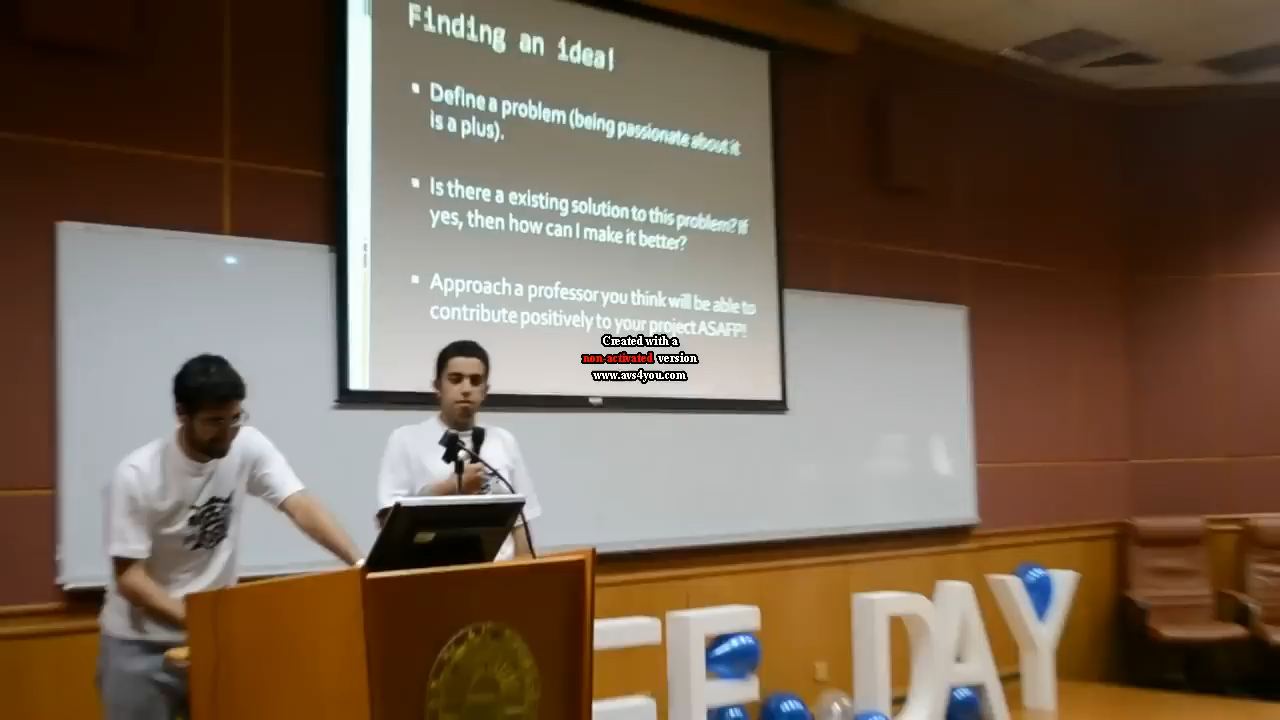 Finding an idea!
Define a problem (being passionate about it
is a plus).
Is there a existing solution to this problem? If
yes, then how can I make it better?
Approach a professor you think will be able to
contribute positively to your project ASAFP!
Created with a
non-activated version
www.avs4you.com
EE DAY